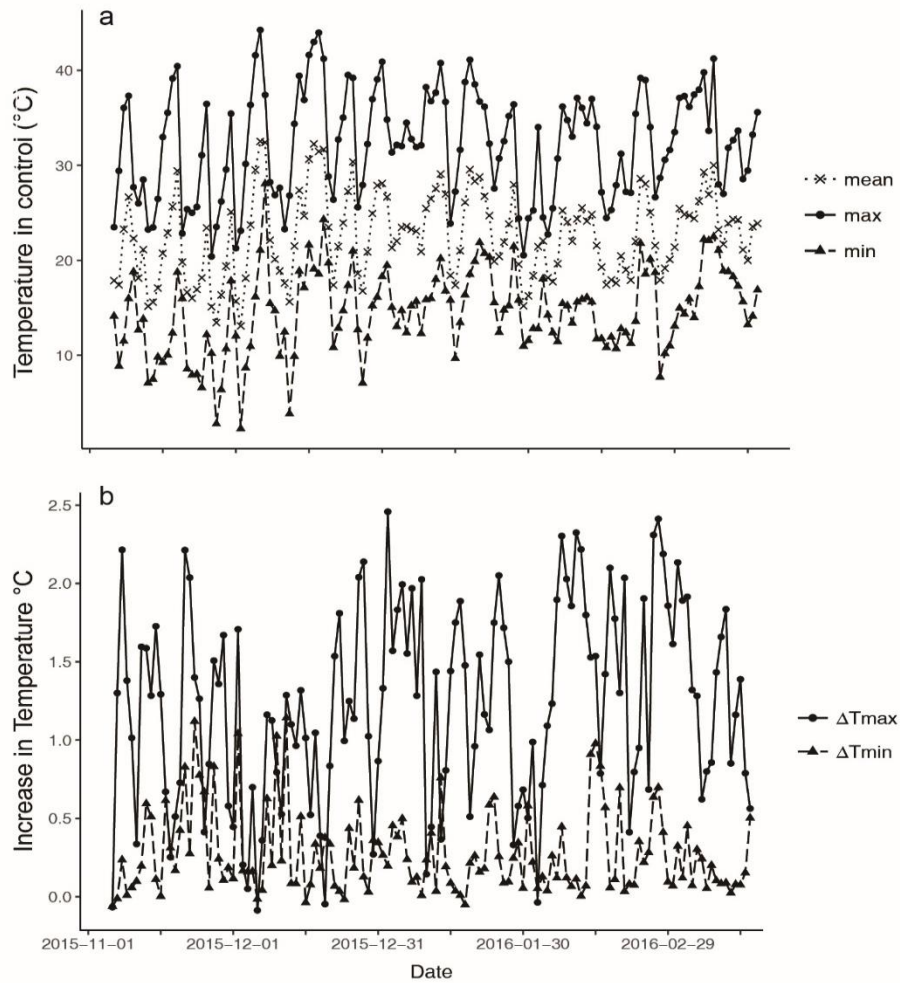 a
Temperature in control (°C)
40
30
20
10
mean
max
min
b
Increase in Temperature °C
2.5
2.0
1.5
1.0
0.5
0.0
ΔTmax
ΔTmin
2015–11–01
2015–12–01
2015–12–31
2016–01–30
2016–02–29
Date